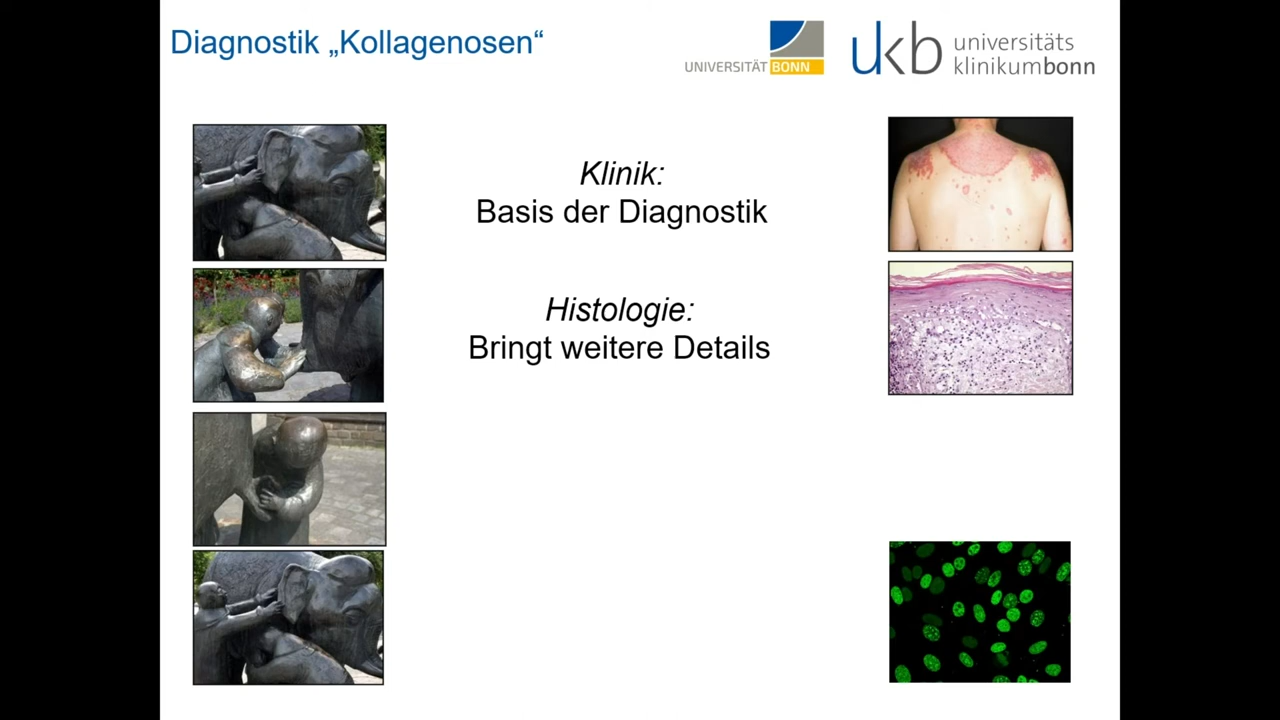 Diagnostik „Kollagenosen“
UNIVERSITÄT BONN
ukb universitäts
klinikumbonn
Klinik:
Basis der Diagnostik
Histologie:
Bringt weitere Details